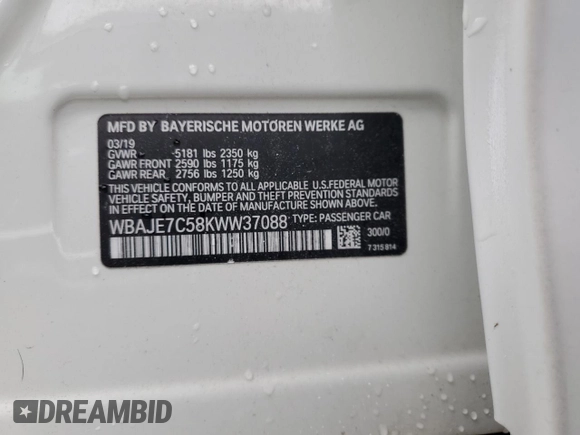 MFD BY BAYERISCHE MOTOREN WERKE AG
03/19
GVWR 5181 lbs 2350 kg
GAWR FRONT 2590 lbs 1175 kg
GAWR REAR 2756 lbs 1250 kg
THIS VEHICLE CONFORMS TO ALL APPLICABLE U.S.FEDERAL MOTOR
VEHICLE SAFETY, BUMPER AND THEFT PREVENTION STANDARDS
IN EFFECT ON THE DATE OF MANUFACTURE SHOWN ABOVE.
WBAJE7C58KWW37088 TYPE: PASSENGER CAR
300/0
7 315 814
DREAMBID